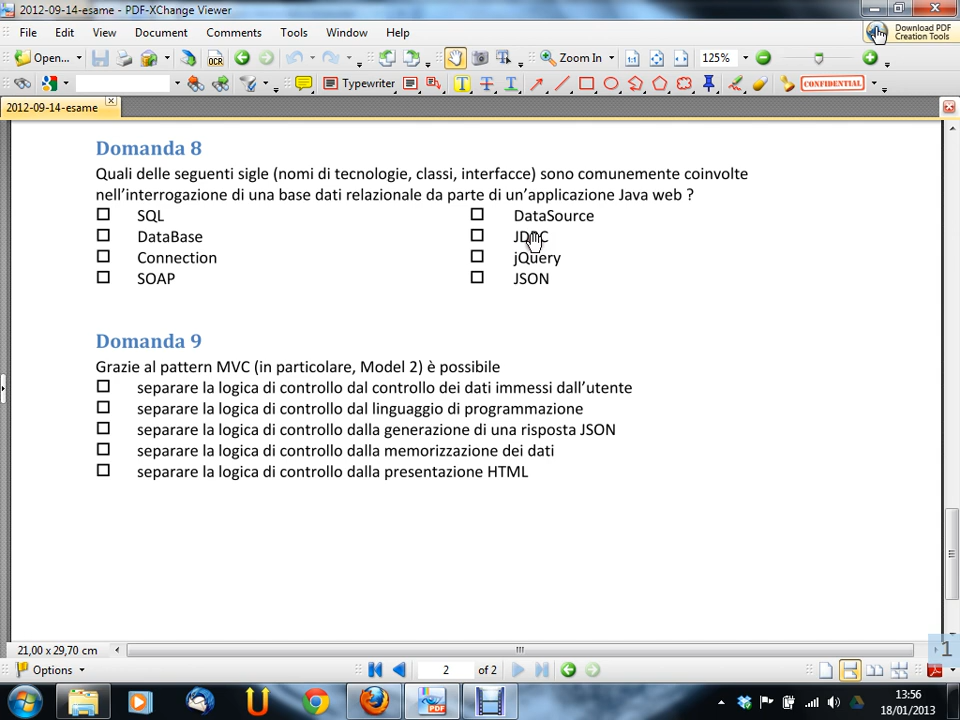 2012-09-14-esame - PDF-XChange Viewer
File Edit View Document Comments Tools Window Help
Download PDF Creation Tools
Open... OCR Zoom In 125%
Typewriter CONFIDENTIAL
2012-09-14-esame
Domanda 8
Quali delle seguenti sigle (nomi di tecnologie, classi, interfacce) sono comunemente coinvolte
nell'interrogazione di una base dati relazionale da parte di un'applicazione Java web ?
SQL DataSource
DataBase JDBC
Connection jQuery
SOAP JSON
Domanda 9
Grazie al pattern MVC (in particolare, Model 2) è possibile
separare la logica di controllo dal controllo dei dati immessi dall'utente
separare la logica di controllo dal linguaggio di programmazione
separare la logica di controllo dalla generazione di una risposta JSON
separare la logica di controllo dalla memorizzazione dei dati
separare la logica di controllo dalla presentazione HTML
21,00 x 29,70 cm 1
Options 2 of 2
PDF 13:56
18/01/2013